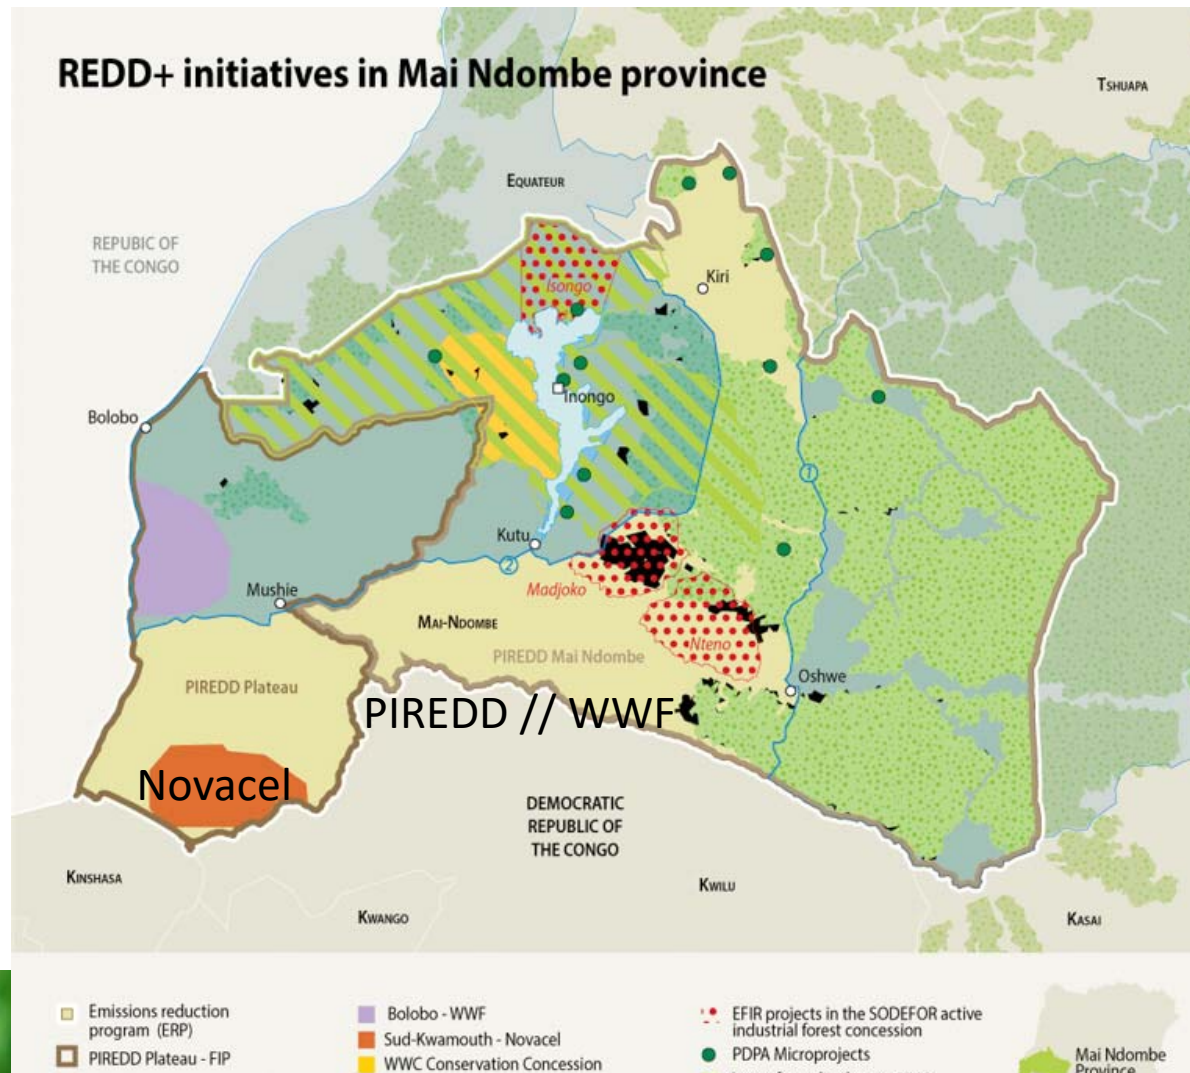 REDD+ initiatives in Mai Ndombe province
TSHUAPA
EQUATEUR
REPUBIC OF
THE CONGO
Isongo
Kiri
Bolobo
Inongo
1
Kutu
2
Mushie
Madjoko
MAI-NDOMBE
Nteno
PIREDD Mai Ndombe
Oshwe
PIREDD Plateau
PIREDD // WWF
Novacel
DEMOCRATIC
REPUBLIC OF
THE CONGO
KINSHASA
KWILU
KWANGO
KASAI
Emissions reduction
program (ERP)
PIREDD Plateau - FIP
Bolobo - WWF
Sud-Kwamouth - Novacel
WWC Conservation Concession
EFIR projects in the SODEFOR active
industrial forest concession
PDPA Microprojects
Mai Ndombe
Province